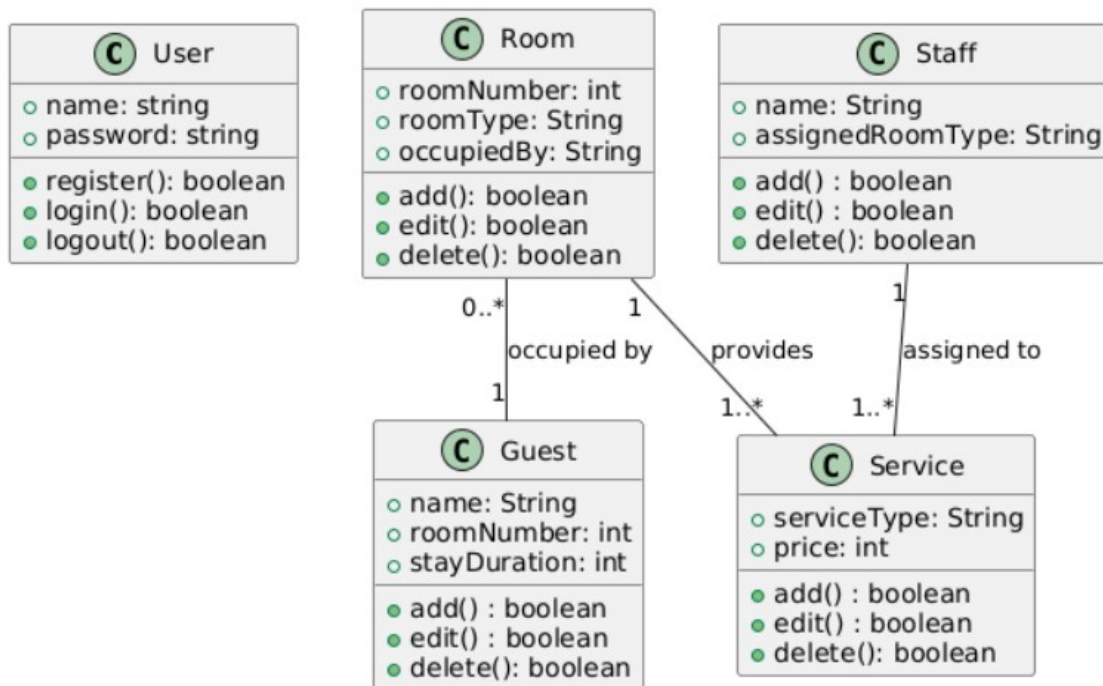 C User
+ name: string
+ password: string
register(): boolean
login(): boolean
logout(): boolean
C Room
roomNumber: int
roomType: String
occupiedBy: String
add(): boolean
edit(): boolean
delete(): boolean
C Staff
name: String
assignedRoomType: String
add() : boolean
edit() : boolean
delete(): boolean
0..*
occupied by
1
1
provides
1..*
1
assigned to
1..*
C Guest
name: String
roomNumber: int
stayDuration: int
add() : boolean
edit() : boolean
delete(): boolean
C Service
serviceType: String
price: int
add() : boolean
edit() : boolean
delete(): boolean